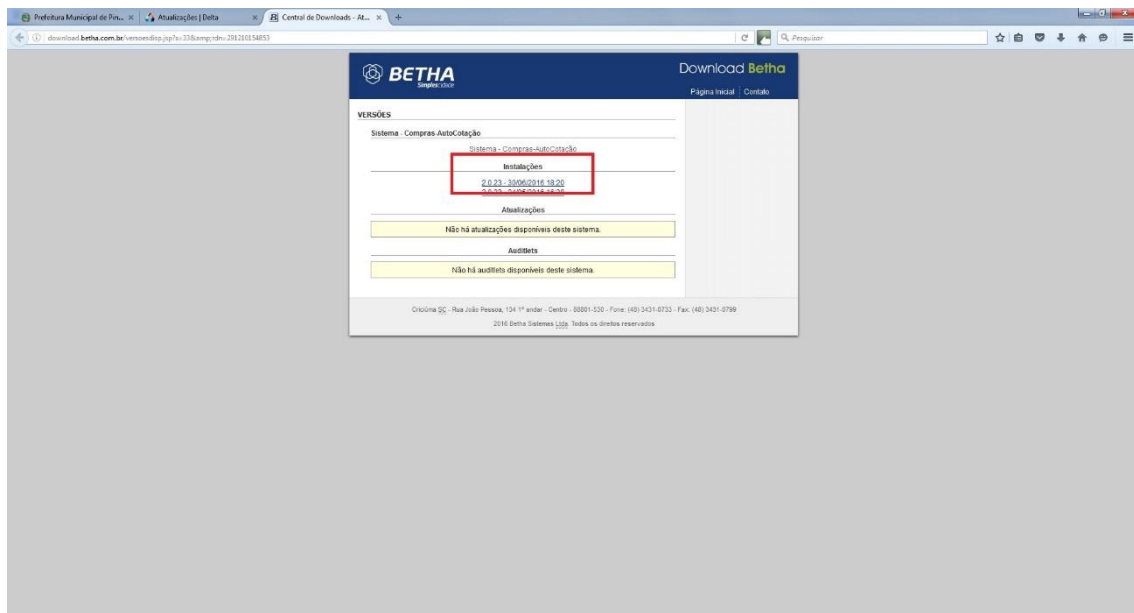 Prefeitura Municipal de Pin...
Atualizações | Delta
Central de Downloads - At...
download.betha.com.br/versoesdisp.jsp?s=33&amp;rdn=291210154853
Pesquisar
BETHA
Download Betha
Página Inicial | Contato
VERSÕES
Sistema - Compras-AutoCotação
Sistema - Compras-AutoCotação
Instalações
2.0.23 - 30/06/2016 18:20
Atualizações
Não há atualizações disponíveis deste sistema.
Auditlets
Não há auditlets disponíveis deste sistema.
Criciúma SC - Rua João Pessoa, 134 1º andar - Centro - 88801-530 - Fone: (48) 3431-0733 - Fax: (48) 3431-0799
2016 Betha Sistemas Ltda. Todos os direitos reservados